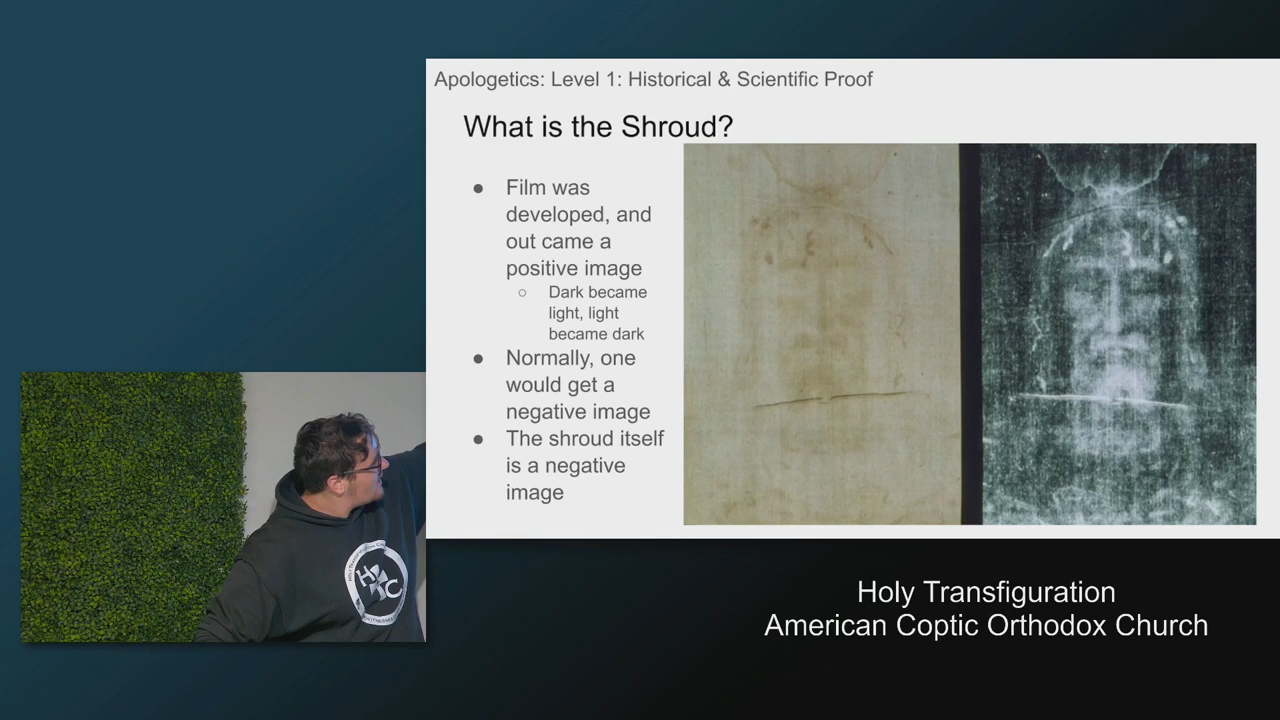 Apologetics: Level 1: Historical & Scientific Proof
What is the Shroud?
● Film was
developed, and
out came a
positive image
○ Dark became
light, light
became dark
● Normally, one
would get a
negative image
● The shroud itself
is a negative
image
H C
Holy Transfiguration
American Coptic Orthodox Church